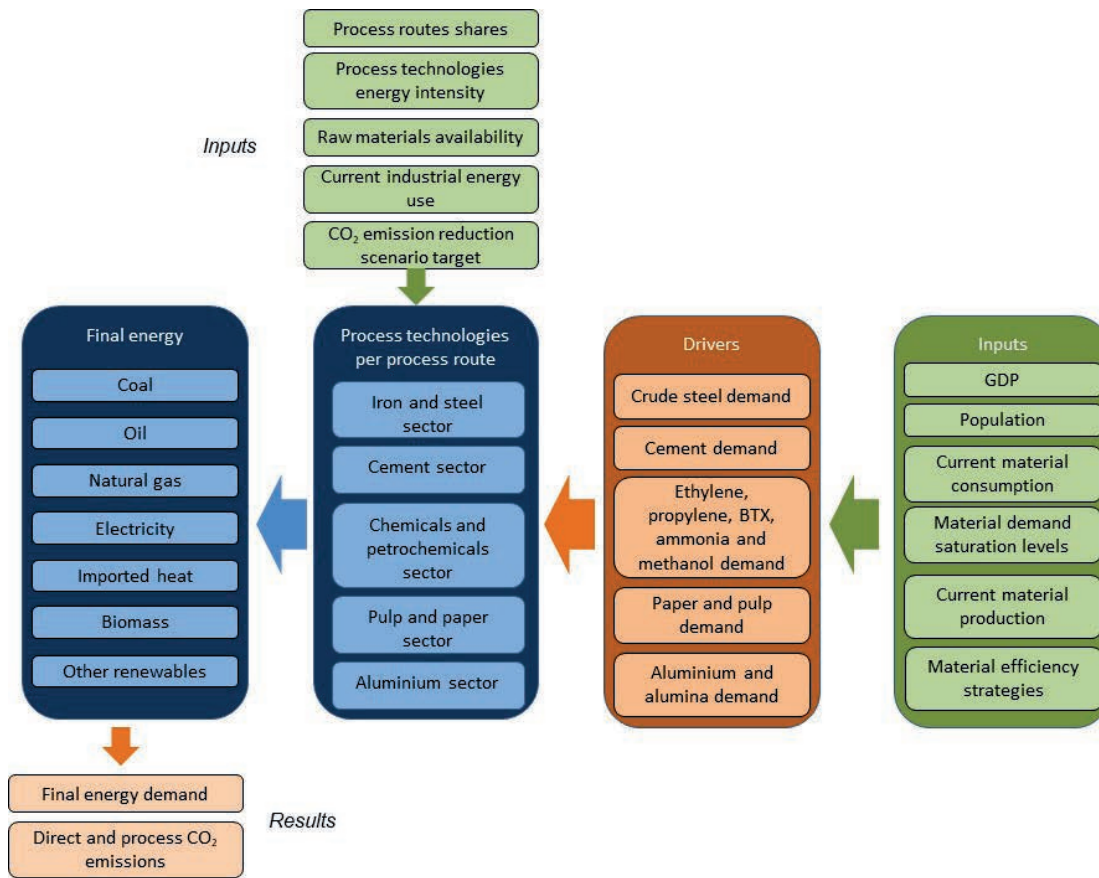 Process routes shares
Process technologies
energy intensity
Raw materials availability
Inputs
Current industrial energy
use
CO₂ emission reduction
scenario target
Final energy
Coal
Oil
Natural gas
Electricity
Imported heat
Biomass
Other renewables
Process technologies
per process route
Iron and steel
sector
Cement sector
Chemicals and
petrochemicals
sector
Pulp and paper
sector
Aluminium sector
Drivers
Crude steel demand
Cement demand
Ethylene,
propylene, BTX,
ammonia and
methanol demand
Paper and pulp
demand
Aluminium and
alumina demand
Inputs
GDP
Population
Current material
consumption
Material demand
saturation levels
Current material
production
Material efficiency
strategies
Final energy demand
Direct and process CO₂
emissions
Results